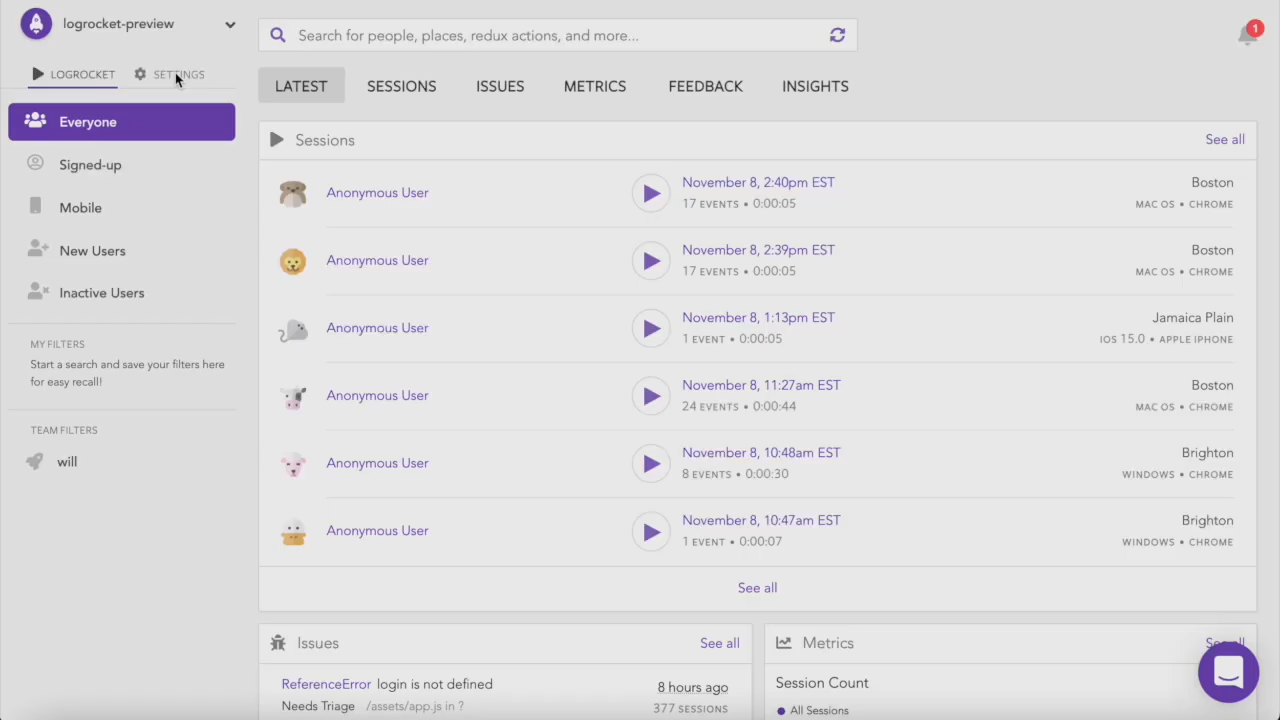 logrocket-preview
Search for people, places, redux actions, and more...
1
LOGROCKET
SETTINGS
LATEST
SESSIONS
ISSUES
METRICS
FEEDBACK
INSIGHTS
Everyone
Signed-up
Mobile
New Users
Inactive Users
MY FILTERS
Start a search and save your filters here
for easy recall!
TEAM FILTERS
will
Sessions
See all
Anonymous User
November 8, 2:40pm EST
17 EVENTS • 0:00:05
Boston
MAC OS • CHROME
Anonymous User
November 8, 2:39pm EST
17 EVENTS • 0:00:05
Boston
MAC OS • CHROME
Anonymous User
November 8, 1:13pm EST
1 EVENT • 0:00:05
Jamaica Plain
IOS 15.0 • APPLE IPHONE
Anonymous User
November 8, 11:27am EST
24 EVENTS • 0:00:44
Boston
MAC OS • CHROME
Anonymous User
November 8, 10:48am EST
8 EVENTS • 0:00:30
Brighton
WINDOWS • CHROME
Anonymous User
November 8, 10:47am EST
1 EVENT • 0:00:07
Brighton
WINDOWS • CHROME
See all
Issues
See all
ReferenceError login is not defined
8 hours ago
Needs Triage /assets/app.js in ?
377 SESSIONS
Metrics
See all
Session Count
All Sessions